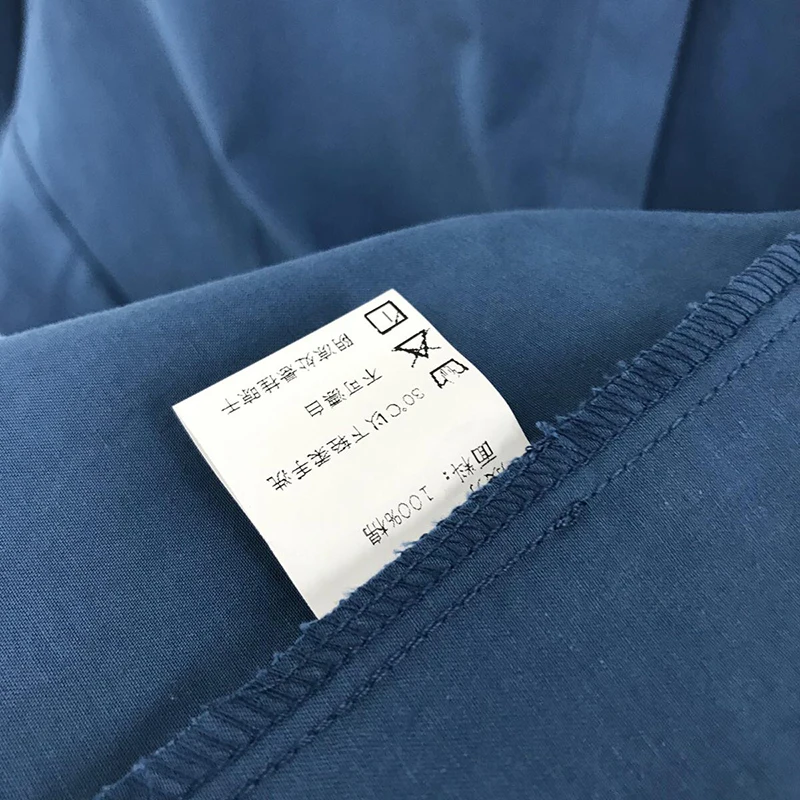 面料：100%棉
30℃以下轻柔手洗
不可漂白
阴凉处悬挂晾干